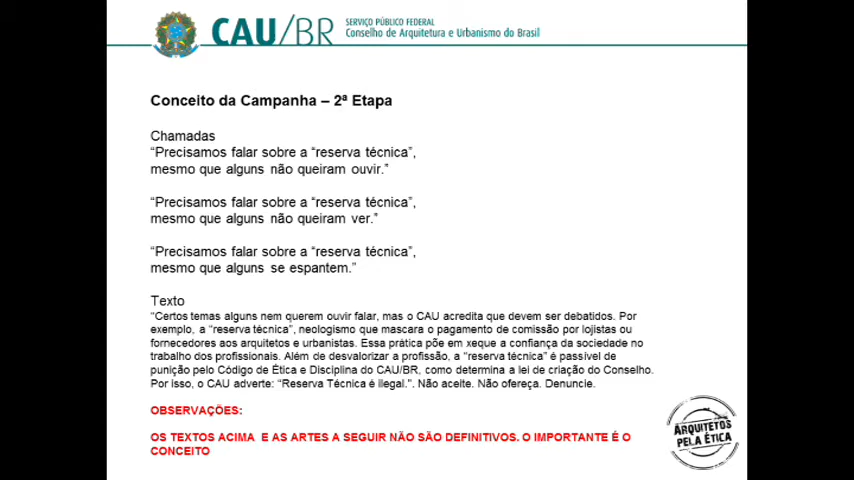 CAU/BR
SERVIÇO PÚBLICO FEDERAL
Conselho de Arquitetura e Urbanismo do Brasil
Conceito da Campanha – 2ª Etapa
Chamadas
“Precisamos falar sobre a “reserva técnica”,
mesmo que alguns não queiram ouvir.”
“Precisamos falar sobre a “reserva técnica”,
mesmo que alguns não queiram ver.”
“Precisamos falar sobre a “reserva técnica”,
mesmo que alguns se espantem.”
Texto
“Certos temas alguns nem querem ouvir falar, mas o CAU acredita que devem ser debatidos. Por
exemplo, a “reserva técnica”, neologismo que mascara o pagamento de comissão por lojistas ou
fornecedores aos arquitetos e urbanistas. Essa prática põe em xeque a confiança da sociedade no
trabalho dos profissionais. Além de desvalorizar a profissão, a “reserva técnica” é passível de
punição pelo Código de Ética e Disciplina do CAU/BR, como determina a lei de criação do Conselho.
Por isso, o CAU adverte: “Reserva Técnica é ilegal.”. Não aceite. Não ofereça. Denuncie.
OBSERVAÇÕES:
OS TEXTOS ACIMA E AS ARTES A SEGUIR NÃO SÃO DEFINITIVOS. O IMPORTANTE É O
CONCEITO
ARQUITETOS
PELA ÉTICA